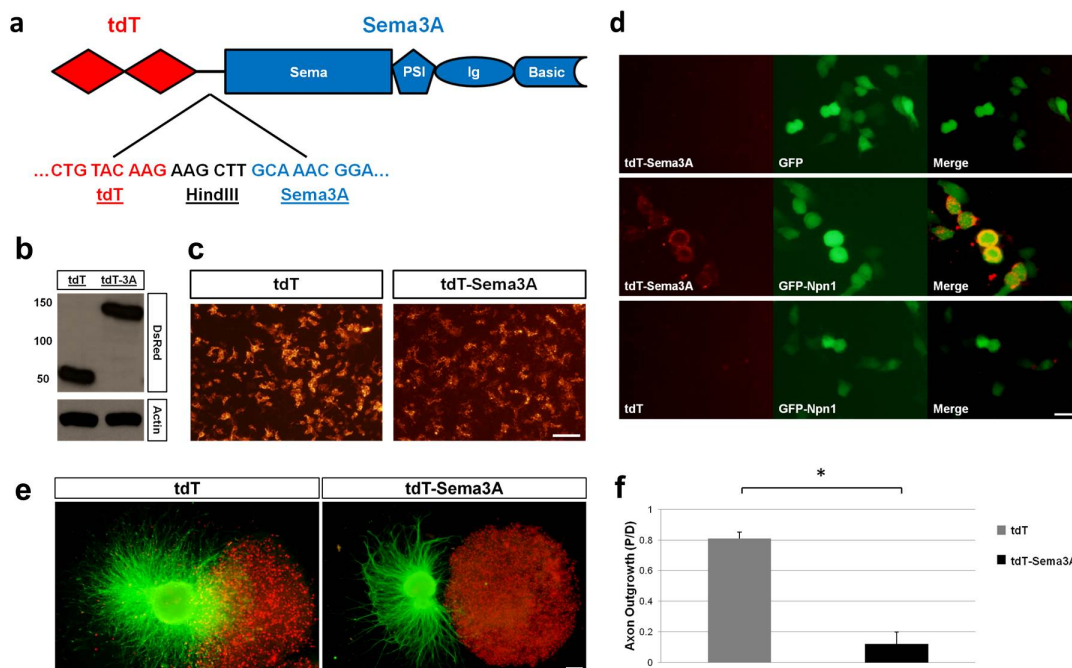 a
tdT
Sema3A
Sema
PSI
Ig
Basic
...CTG TAC AAG AAG CTT GCA AAC GGA...
tdT
HindIII
Sema3A
b
tdT
tdT-3A
150
100
50
DsRed
Actin
c
tdT
tdT-Sema3A
d
tdT-Sema3A
GFP
Merge
tdT-Sema3A
GFP-Npn1
Merge
tdT
GFP-Npn1
Merge
e
tdT
tdT-Sema3A
f
*
Axon Outgrowth (P/D)
1
0.8
0.6
0.4
0.2
0
tdT
tdT-Sema3A